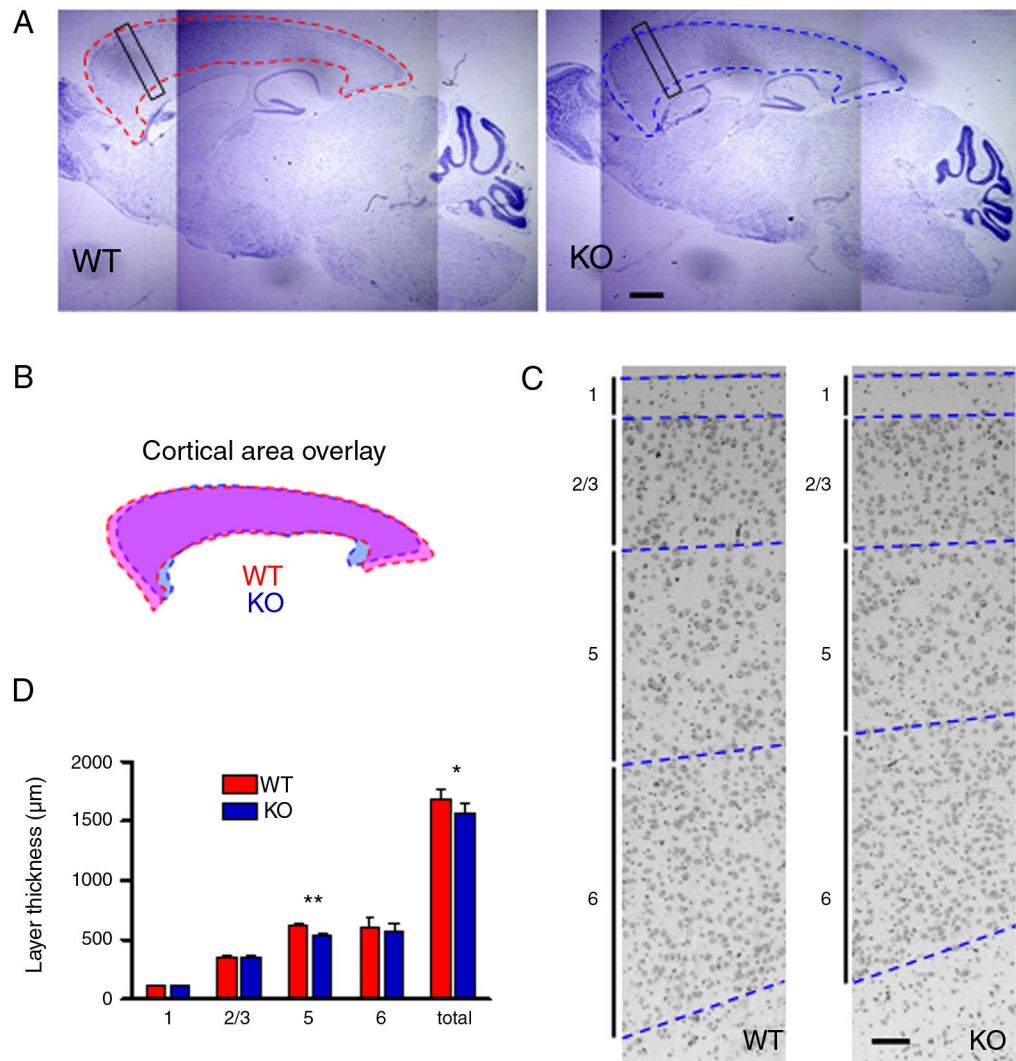 A
WT
KO
B
Cortical area overlay
WT
KO
C
1
2/3
5
6
WT
1
2/3
5
6
KO
D
Layer thickness (μm)
2000
1500
1000
500
0
WT
KO
**
*
1
2/3
5
6
total